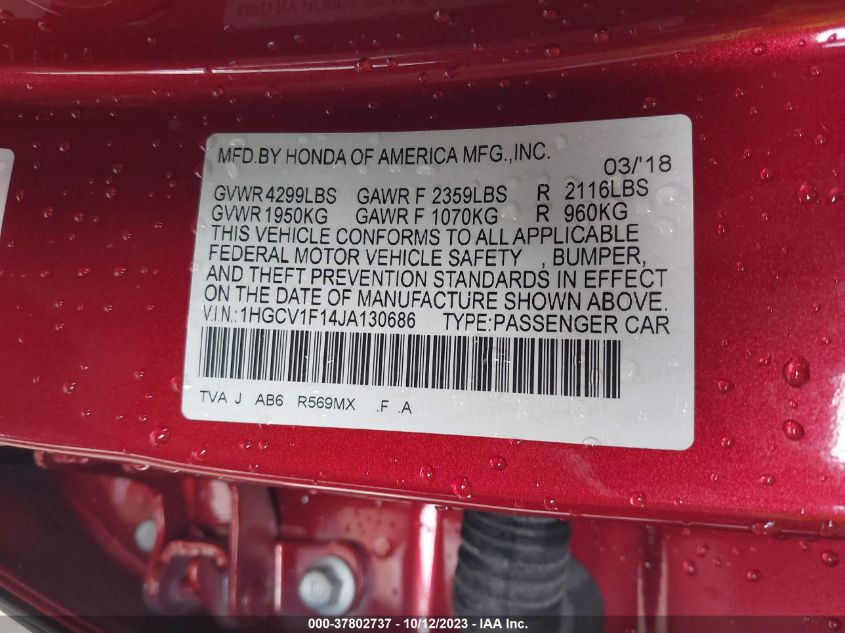 MFD.BY HONDA OF AMERICA MFG.,INC. 03/'18
GVWR 4299LBS GAWR F 2359LBS R 2116LBS
GVWR 1950KG GAWR F 1070KG R 960KG
THIS VEHICLE CONFORMS TO ALL APPLICABLE
FEDERAL MOTOR VEHICLE SAFETY , BUMPER,
AND THEFT PREVENTION STANDARDS IN EFFECT
ON THE DATE OF MANUFACTURE SHOWN ABOVE.
V.I.N.:1HGCV1F14JA130686 TYPE:PASSENGER CAR
TVA J AB6 R569MX .F .A
000-37802737 - 10/12/2023 - IAA Inc.